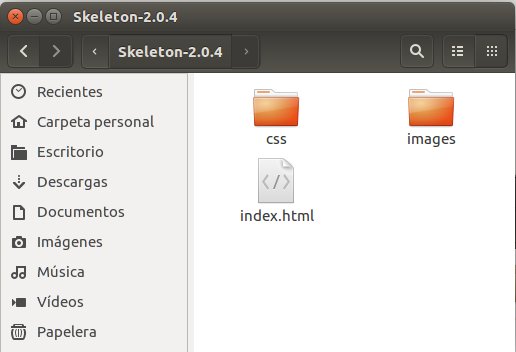 Skeleton-2.0.4
Skeleton-2.0.4
Recientes
Carpeta personal
Escritorio
Descargas
Documentos
Imágenes
Música
Vídeos
Papelera
css
images
index.html